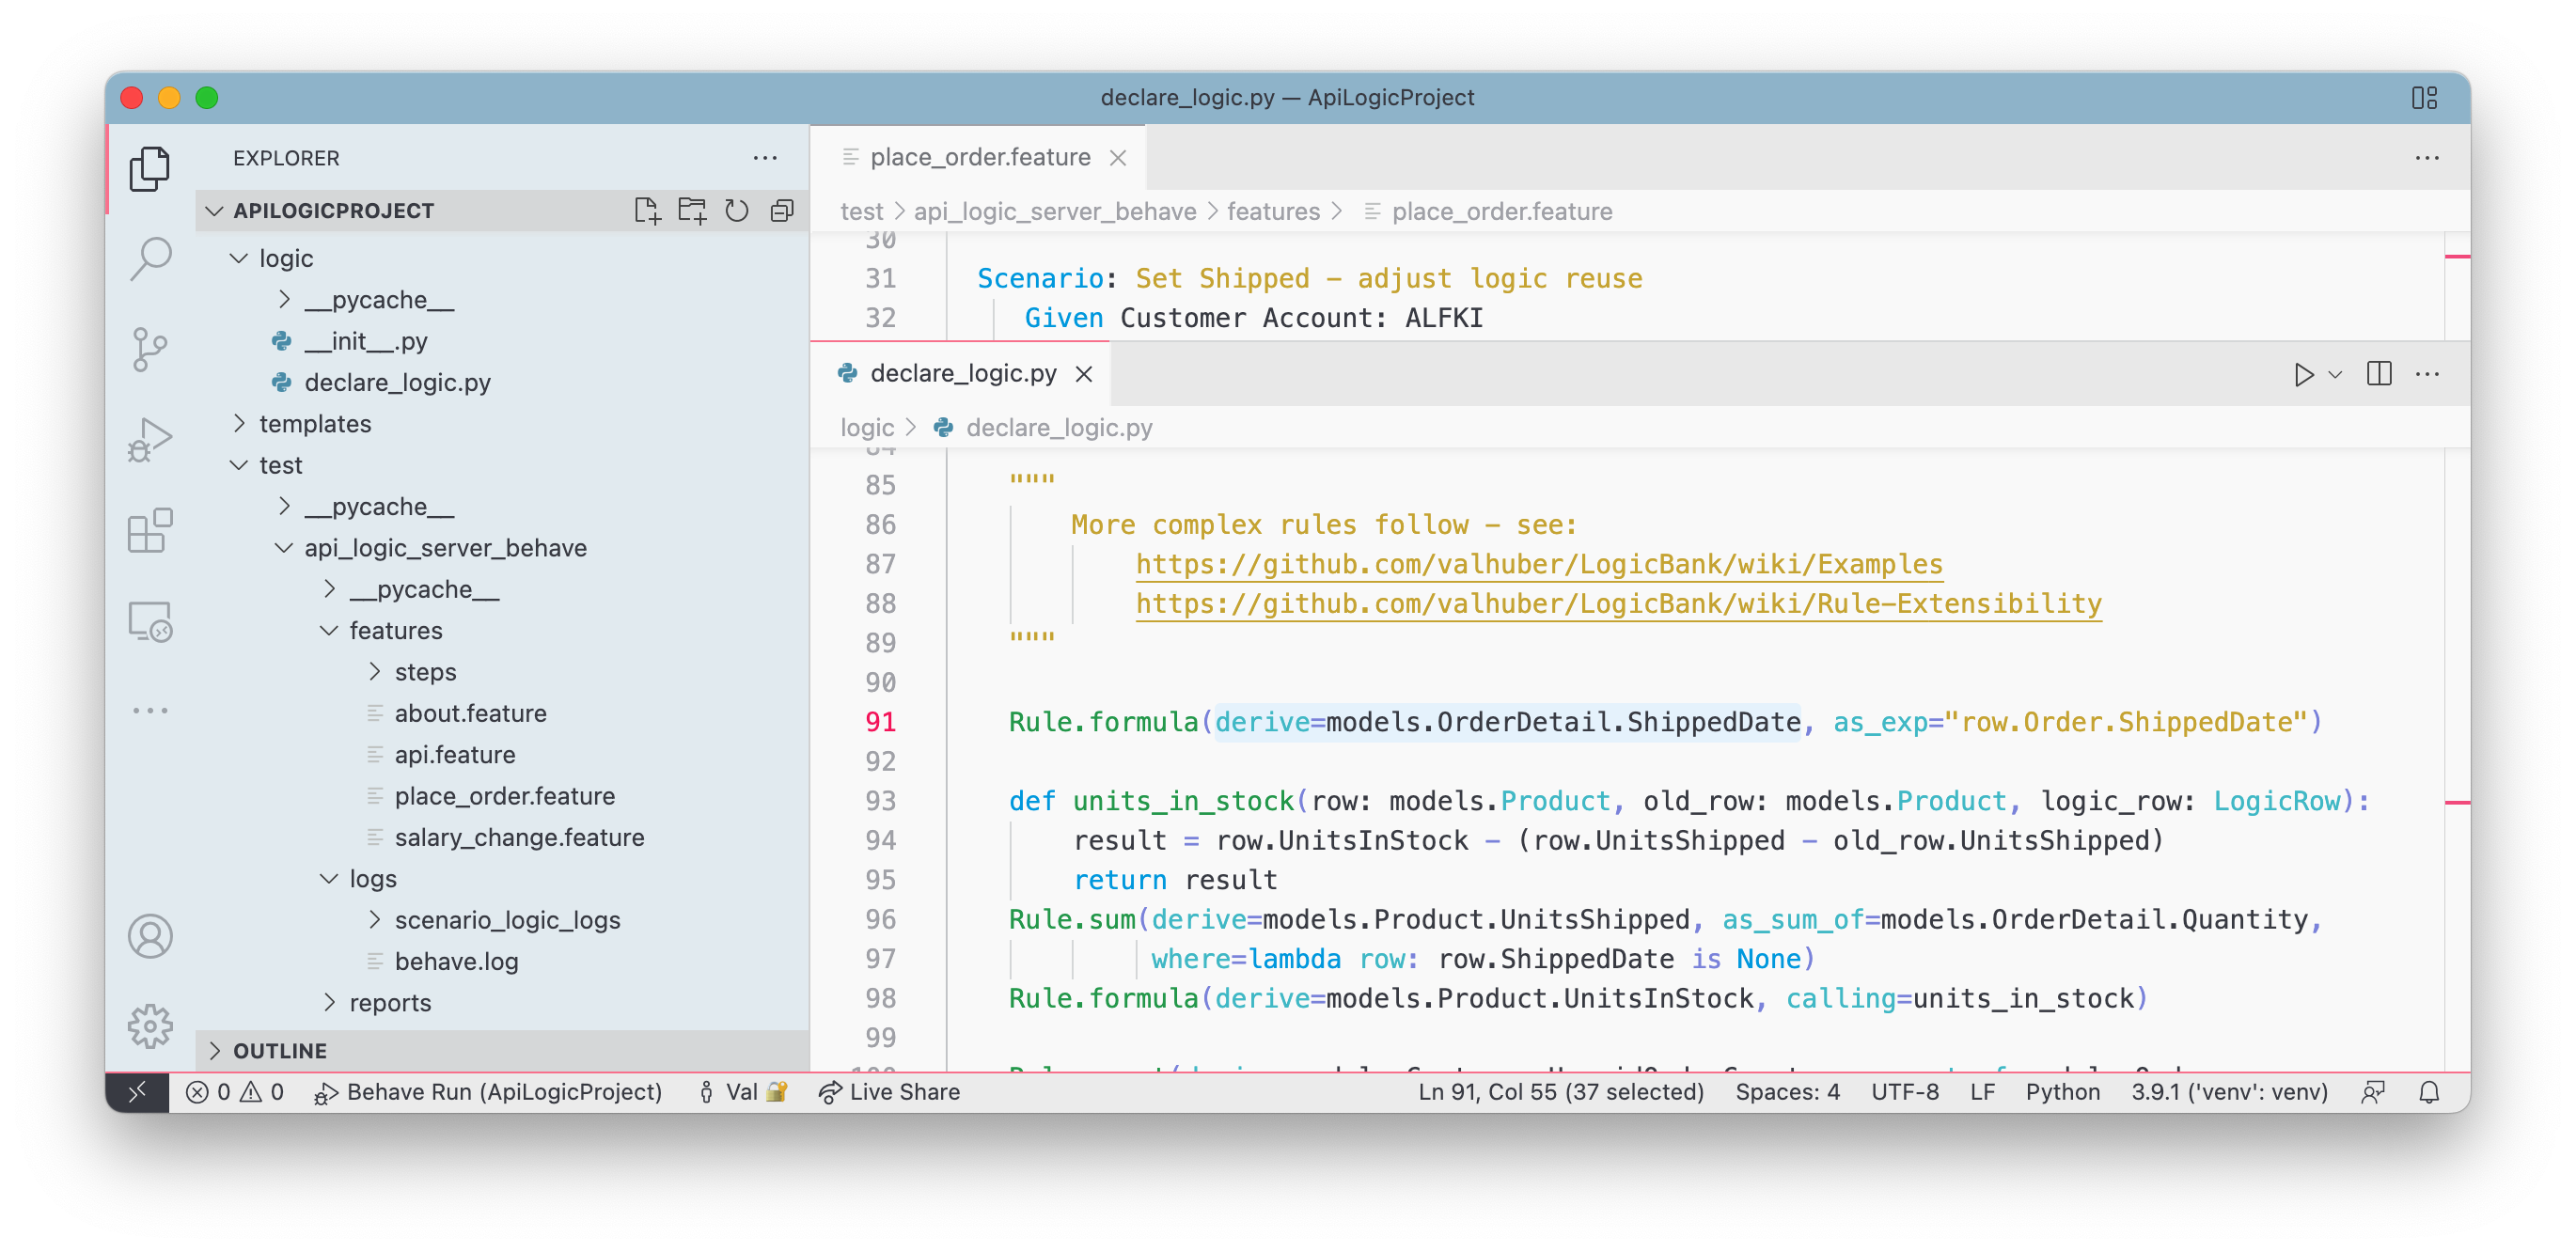 declare_logic.py — ApiLogicProject
EXPLORER
APILOGICPROJECT
logic
__pycache__
__init__.py
declare_logic.py
templates
test
__pycache__
api_logic_server_behave
__pycache__
features
steps
about.feature
api.feature
place_order.feature
salary_change.feature
logs
scenario_logic_logs
behave.log
reports
OUTLINE
place_order.feature
test > api_logic_server_behave > features > place_order.feature
30
31 Scenario: Set Shipped - adjust logic reuse
32 Given Customer Account: ALFKI
declare_logic.py
logic > declare_logic.py
84
85 """
86 More complex rules follow - see:
87 https://github.com/valhuber/LogicBank/wiki/Examples
88 https://github.com/valhuber/LogicBank/wiki/Rule-Extensibility
89 """
90
91 Rule.formula(derive=models.OrderDetail.ShippedDate, as_exp="row.Order.ShippedDate")
92
93 def units_in_stock(row: models.Product, old_row: models.Product, logic_row: LogicRow):
94 result = row.UnitsInStock - (row.UnitsShipped - old_row.UnitsShipped)
95 return result
96 Rule.sum(derive=models.Product.UnitsShipped, as_sum_of=models.OrderDetail.Quantity,
97 where=lambda row: row.ShippedDate is None)
98 Rule.formula(derive=models.Product.UnitsInStock, calling=units_in_stock)
99
0 0 Behave Run (ApiLogicProject) Val 🔐 Live Share Ln 91, Col 55 (37 selected) Spaces: 4 UTF-8 LF Python 3.9.1 ('venv': venv)